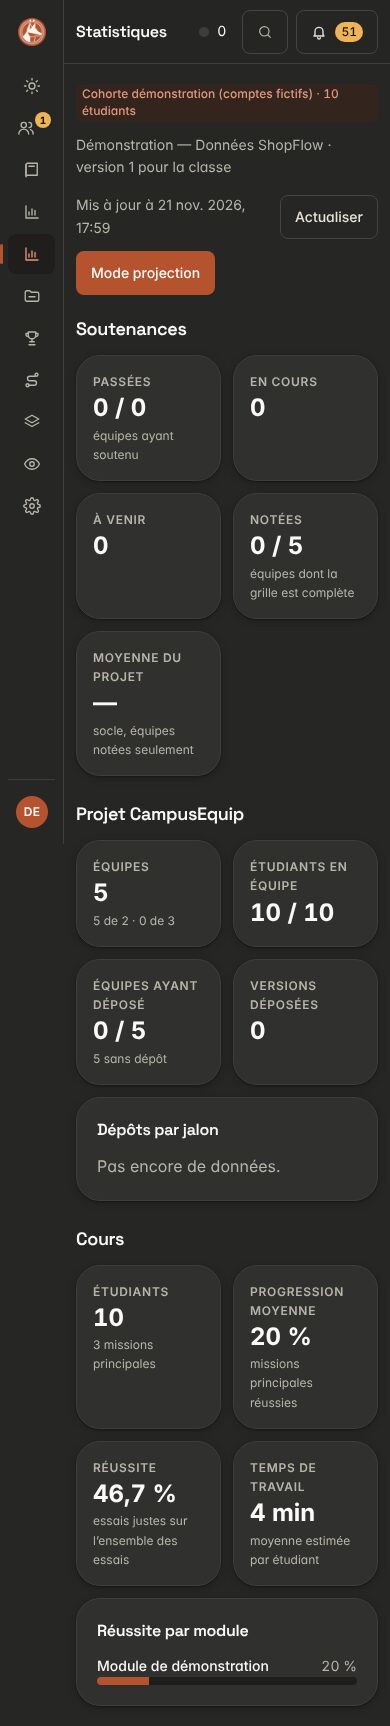 Statistiques
0
51
1
Cohorte démonstration (comptes fictifs) · 10
étudiants
Démonstration — Données ShopFlow ·
version 1 pour la classe
Mis à jour à 21 nov. 2026,
17:59
Actualiser
Mode projection
Soutenances
PASSÉES
0 / 0
équipes ayant
soutenu
EN COURS
0
À VENIR
0
NOTÉES
0 / 5
équipes dont la
grille est complète
MOYENNE DU
PROJET
—
socle, équipes
notées seulement
DE
Projet CampusEquip
ÉQUIPES
5
5 de 2 · 0 de 3
ÉTUDIANTS EN
ÉQUIPE
10 / 10
ÉQUIPES AYANT
DÉPOSÉ
0 / 5
5 sans dépôt
VERSIONS
DÉPOSÉES
0
Dépôts par jalon
Pas encore de données.
Cours
ÉTUDIANTS
10
3 missions
principales
PROGRESSION
MOYENNE
20 %
missions
principales
réussies
RÉUSSITE
46,7 %
essais justes sur
l'ensemble des
essais
TEMPS DE
TRAVAIL
4 min
moyenne estimée
par étudiant
Réussite par module
Module de démonstration
20 %